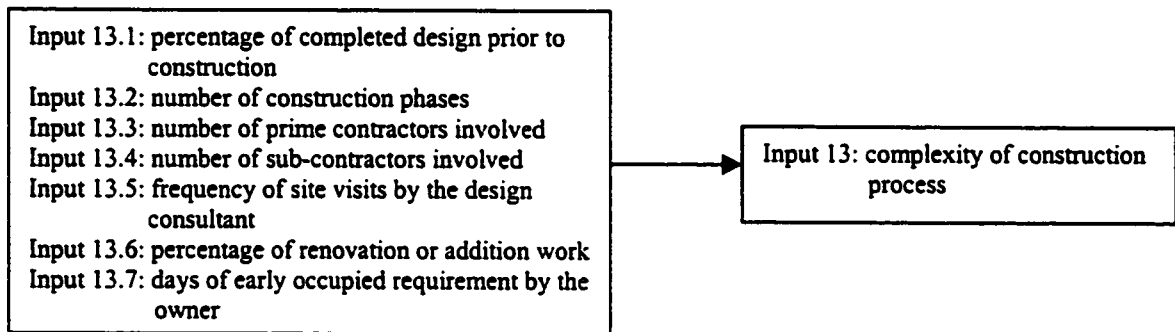 Input 13.1: percentage of completed design prior to
construction
Input 13.2: number of construction phases
Input 13.3: number of prime contractors involved
Input 13.4: number of sub-contractors involved
Input 13.5: frequency of site visits by the design
consultant
Input 13.6: percentage of renovation or addition work
Input 13.7: days of early occupied requirement by the
owner
Input 13: complexity of construction
process